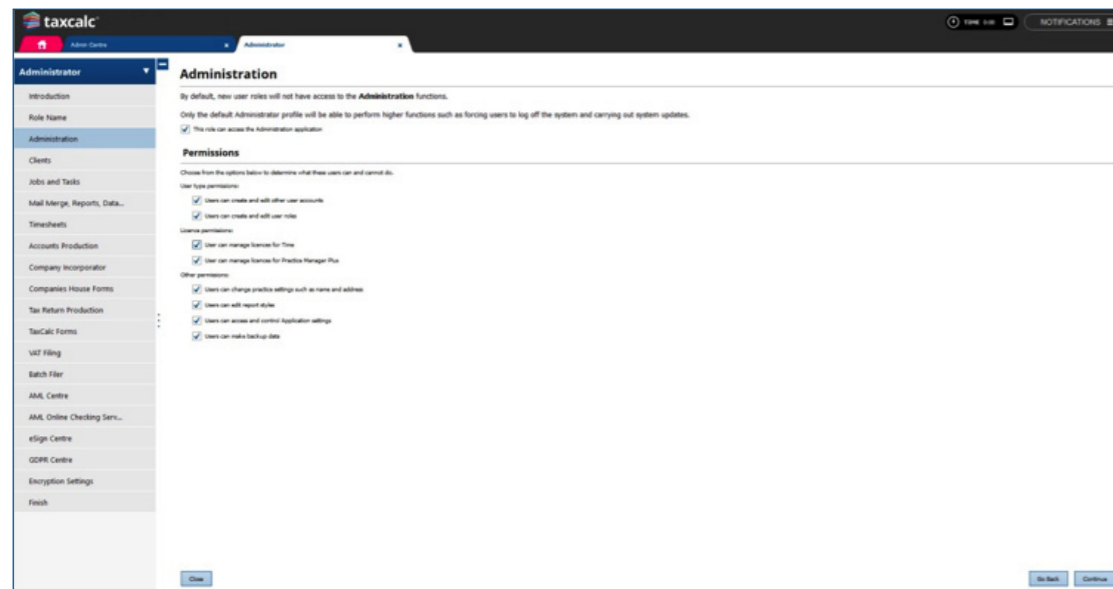 taxcalc
TIME 0:00
NOTIFICATIONS
Admin Centre
Administrator
Administrator
Introduction
Role Name
Administration
Clients
Jobs and Tasks
Mail Merge, Reports, Data...
Timesheets
Accounts Production
Company Incorporator
Companies House Forms
Tax Return Production
TaxCalc Forms
VAT Filing
Batch Filer
AML Centre
AML Online Checking Serv...
eSign Centre
GDPR Centre
Encryption Settings
Finish
Administration
By default, new user roles will not have access to the Administration functions.
Only the default Administrator profile will be able to perform higher functions such as forcing users to log off the system and carrying out system updates.
This role can access the Administration application
Permissions
Choose from the options below to determine what these users can and cannot do.
User type permissions:
Users can create and edit other user accounts
Users can create and edit user roles
Licence permissions:
User can manage licences for Time
User can manage licences for Practice Manager Plus
Other permissions:
Users can change practice settings such as name and address
Users can edit report styles
Users can access and control Application settings
Users can make backup data
Close
Go Back
Continue